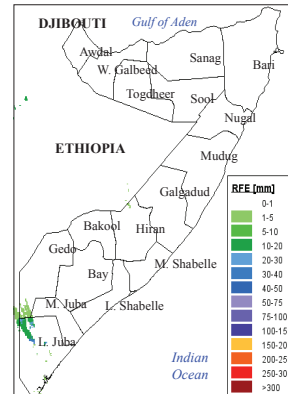 DJIBOUTI
Gulf of Aden
Awdal
Sanag
Bari
W. Galbeed
Togdheer
Sool
Nugal
ETHIOPIA
Mudug
Galgadud
Bakool
Hiran
Gedo
M. Shabelle
Bay
M. Juba
L. Shabelle
L. Juba
Indian
Ocean
RFE [mm]
0-1
1-5
5-10
10-20
20-30
30-40
40-50
50-75
75-100
100-15
150-20
200-25
250-30
>300